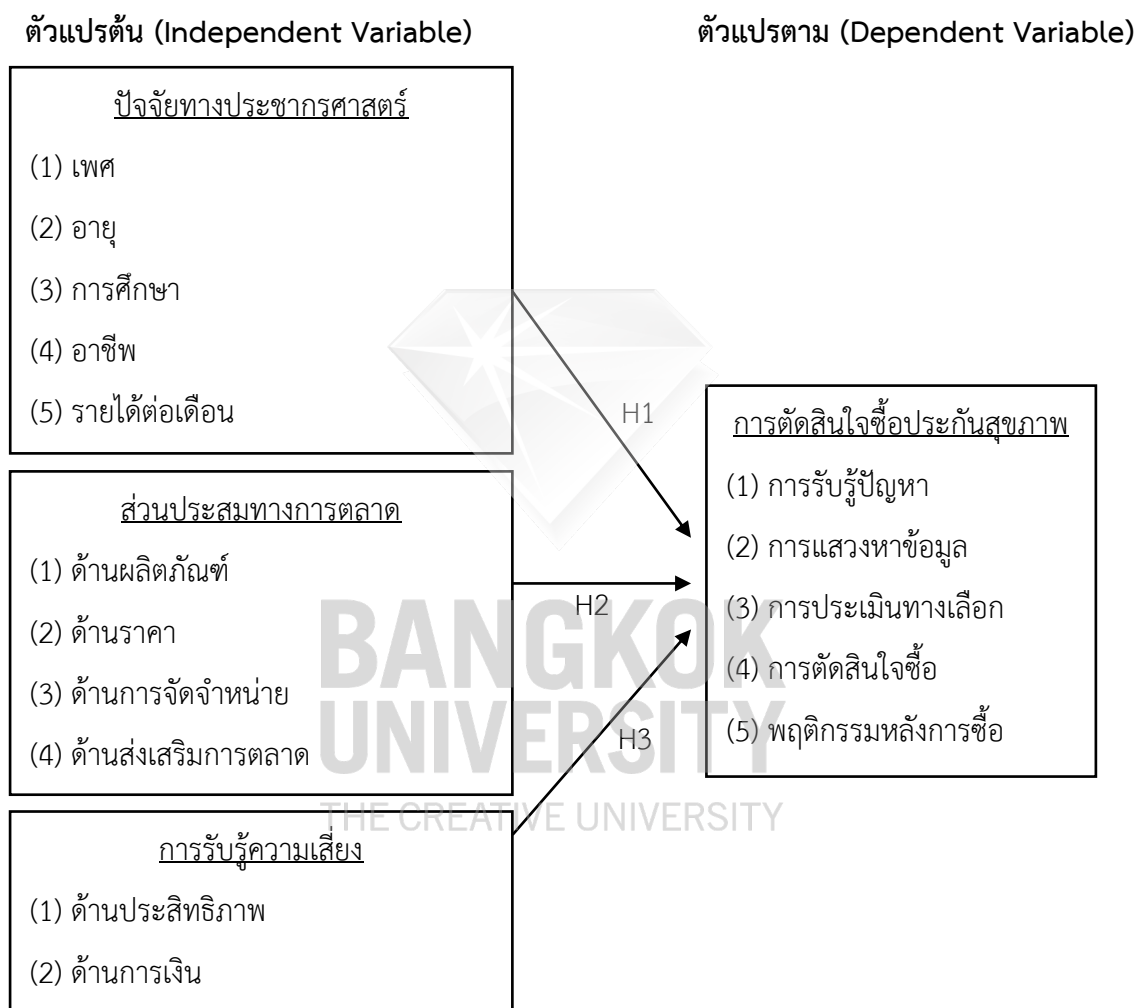 ตัวแปรต้น (Independent Variable)
ตัวแปรตาม (Dependent Variable)
ปัจจัยทางประชากรศาสตร์
(1) เพศ
(2) อายุ
(3) การศึกษา
(4) อาชีพ
(5) รายได้ต่อเดือน
H1
ส่วนประสมทางการตลาด
(1) ด้านผลิตภัณฑ์
(2) ด้านราคา
(3) ด้านการจัดจำหน่าย
(4) ด้านส่งเสริมการตลาด
H2
การรับรู้ความเสี่ยง
(1) ด้านประสิทธิภาพ
(2) ด้านการเงิน
H3
การตัดสินใจซื้อประกันสุขภาพ
(1) การรับรู้ปัญหา
(2) การแสวงหาข้อมูล
(3) การประเมินทางเลือก
(4) การตัดสินใจซื้อ
(5) พฤติกรรมหลังการซื้อ
BANGKOK
UNIVERSITY
THE CREATIVE UNIVERSITY